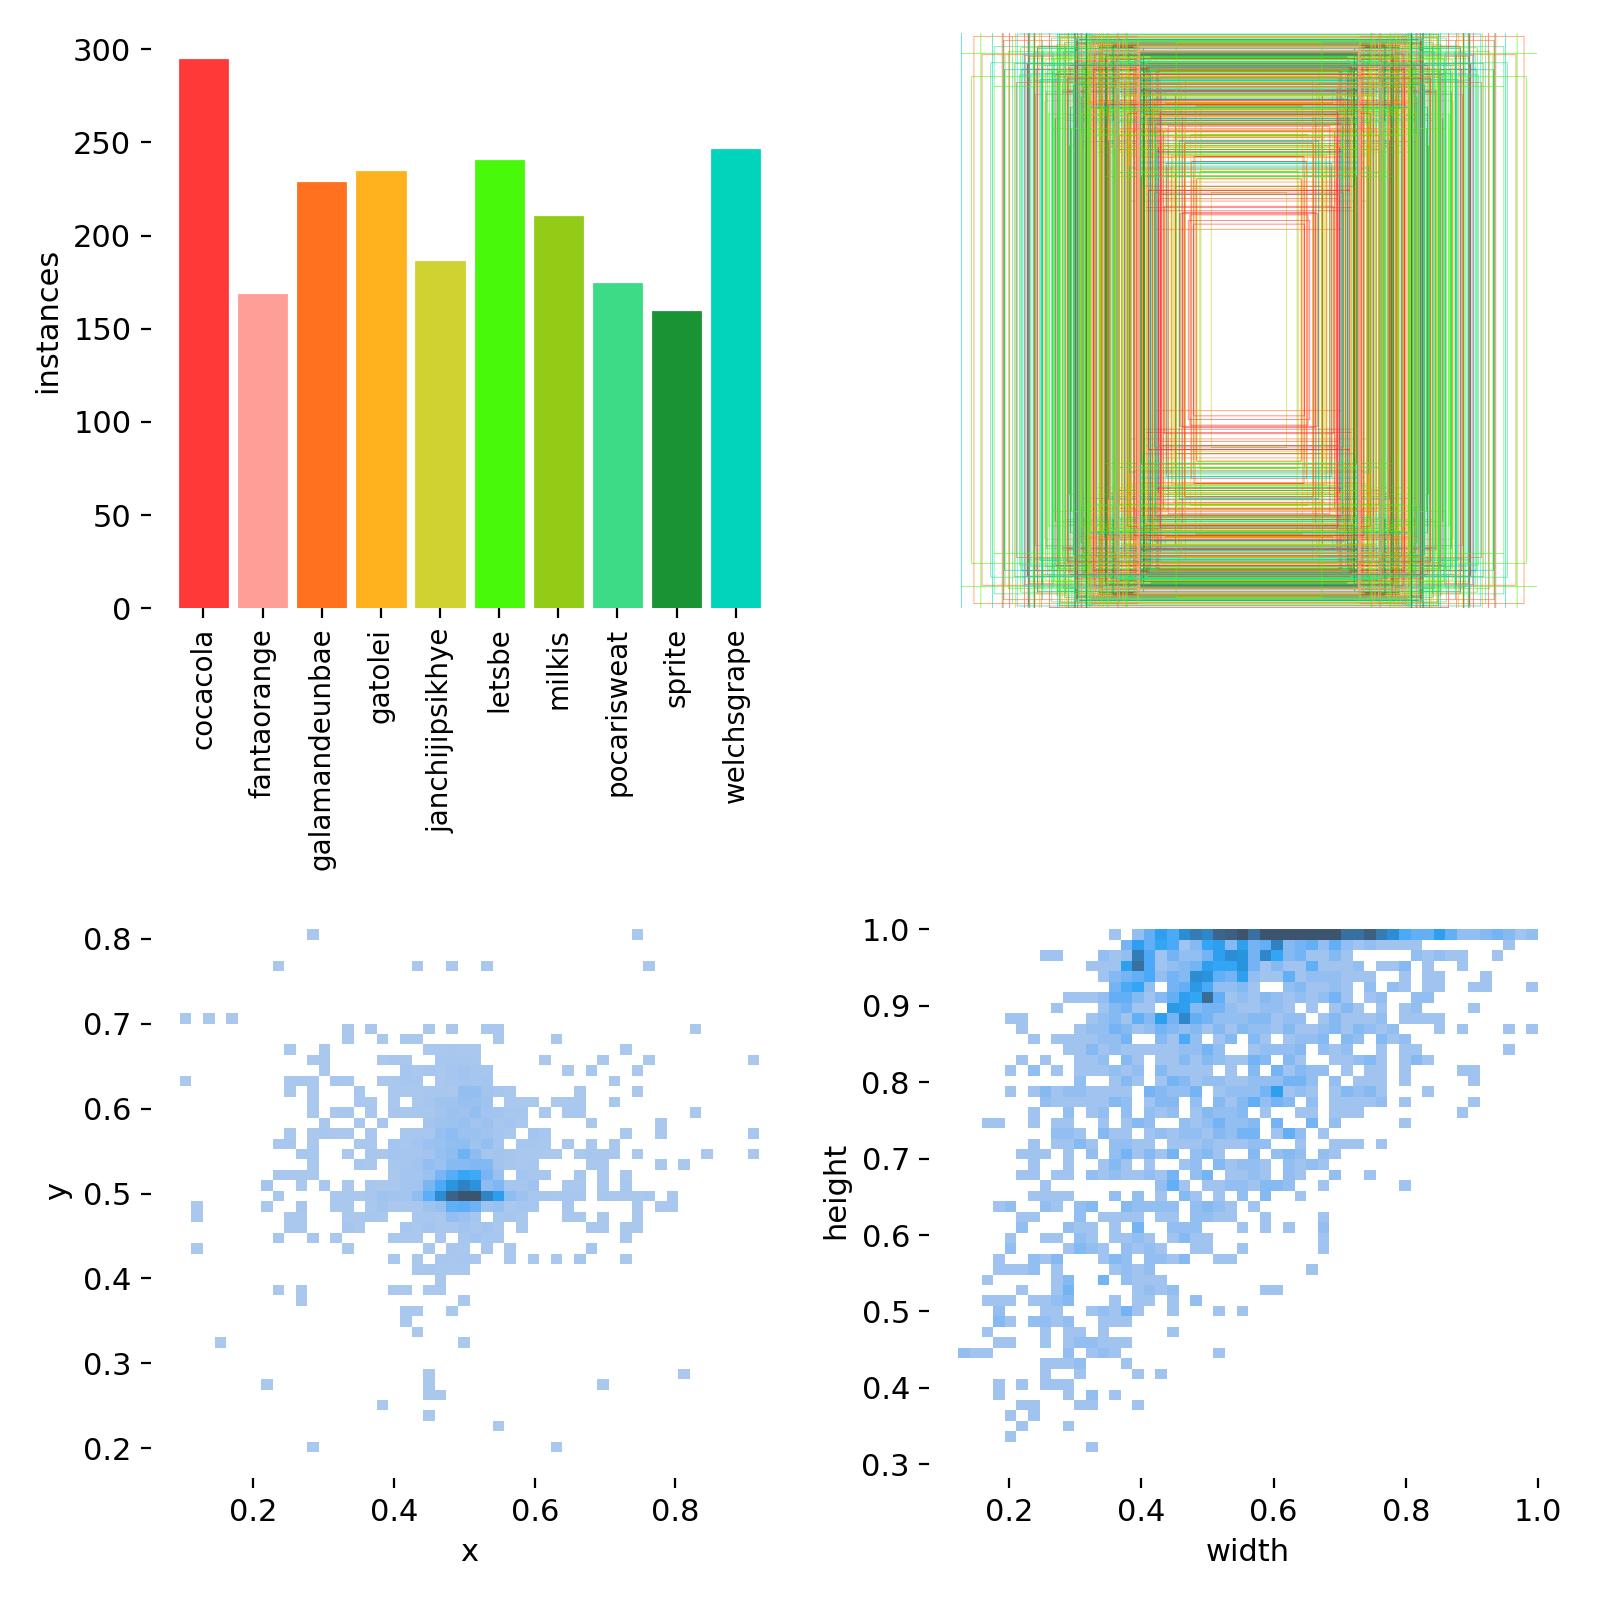 300
250
200
150
100
50
0
instances
cocacola
fantaorange
galamandeunbae
gatolei
janchijipsikhye
letsbe
milkis
pocarisweat
sprite
welchsgrape
0.8
0.7
0.6
0.5
0.4
0.3
0.2
y
0.2 0.4 0.6 0.8
x
1.0
0.9
0.8
0.7
0.6
0.5
0.4
0.3
height
0.2 0.4 0.6 0.8 1.0
width